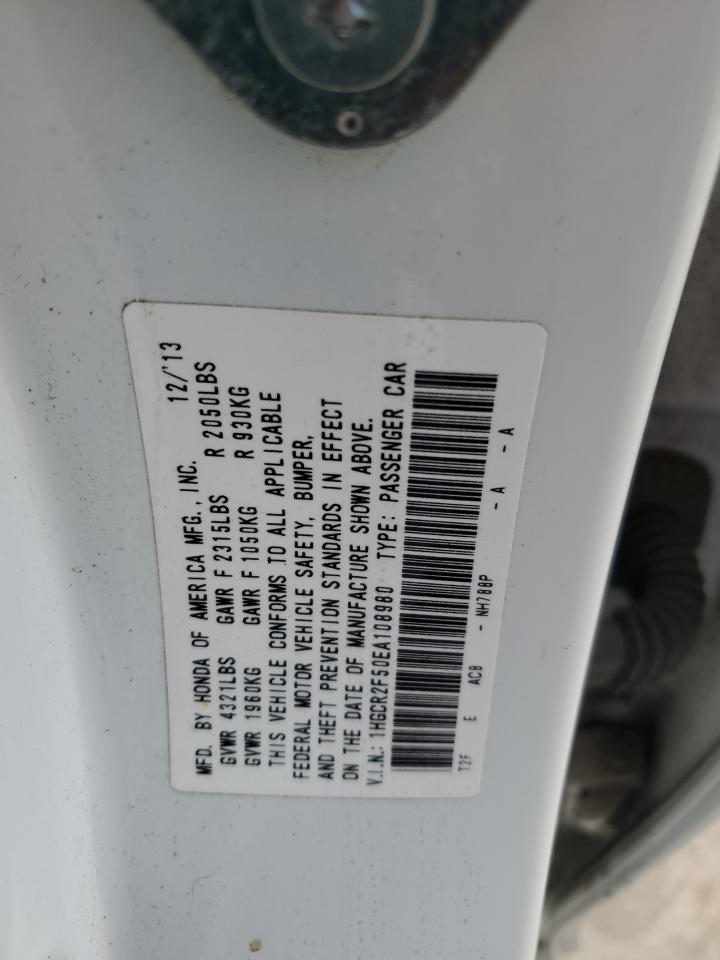 MFD. BY HONDA OF AMERICA MFG., INC. 12/'13
GVWR 4321LBS GAWR F 2315LBS R 2050LBS
GVWR 1960KG GAWR F 1050KG R 930KG
THIS VEHICLE CONFORMS TO ALL APPLICABLE
FEDERAL MOTOR VEHICLE SAFETY, BUMPER,
AND THEFT PREVENTION STANDARDS IN EFFECT
ON THE DATE OF MANUFACTURE SHOWN ABOVE.
V.I.N.: 1HGCR2F50EA108980 TYPE: PASSENGER CAR
T2F E AC8 - NH788P - A - A